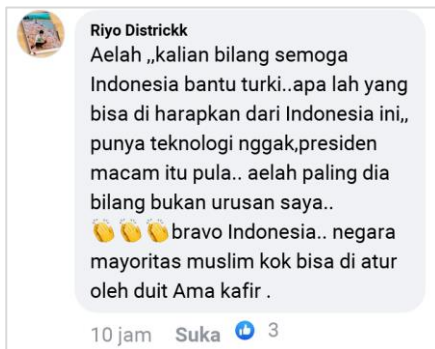 Riyo Districkk
Aelah ,,kalian bilang semoga
Indonesia bantu turki..apa lah yang
bisa di harapkan dari Indonesia ini,,
punya teknologi nggak,presiden
macam itu pula.. aelah paling dia
bilang bukan urusan saya..
👏 👏 👏 bravo Indonesia.. negara
mayoritas muslim kok bisa di atur
oleh duit Ama kafir .
10 jam Suka 3